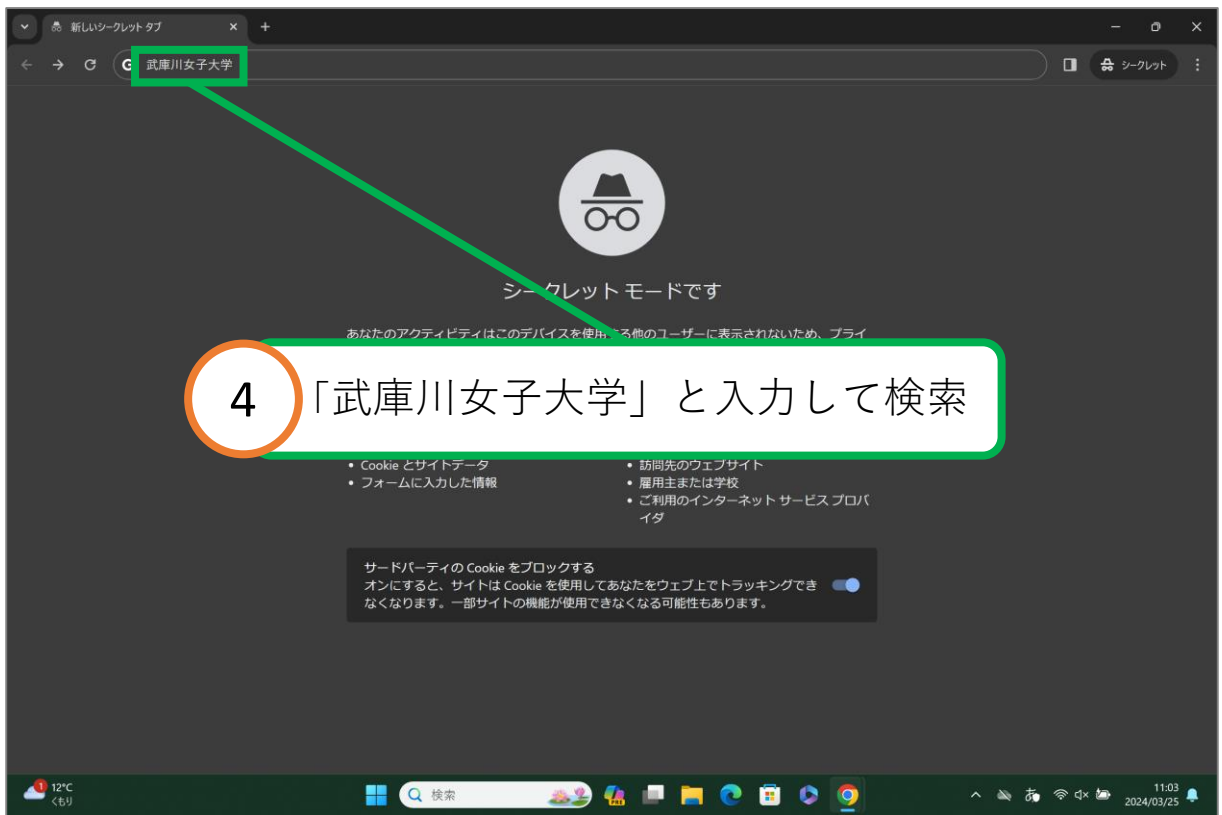 新しいシークレット タブ
武庫川女子大学
シークレット
シークレット モードです
あなたのアクティビティはこのデバイスを使用する他のユーザーに表示されないため、プライ
4
「武庫川女子大学」と入力して検索
• Cookie とサイトデータ
• フォームに入力した情報
• 訪問先のウェブサイト
• 雇用主または学校
• ご利用のインターネット サービス プロバ
イダ
サードパーティの Cookie をブロックする
オンにすると、サイトは Cookie を使用してあなたをウェブ上でトラッキングでき
なくなります。一部サイトの機能が使用できなくなる可能性もあります。
1
12°C
くもり
検索
あ
11:03
2024/03/25